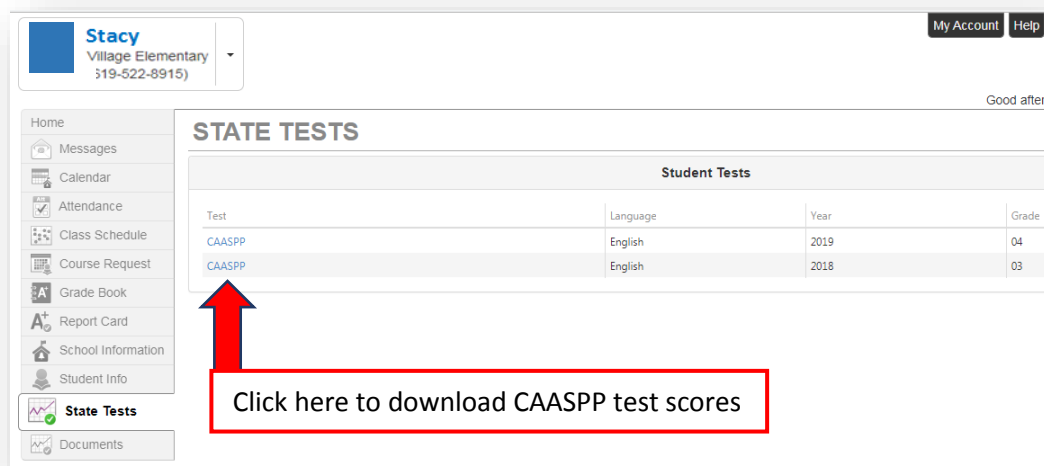 Stacy
Village Elementary
619-522-8915)
My Account Help
Good after
Home
Messages
Calendar
Attendance
Class Schedule
Course Request
Grade Book
Report Card
School Information
Student Info
State Tests
Documents
STATE TESTS
Student Tests
Test Language Year Grade
CAASPP English 2019 04
CAASPP English 2018 03
Click here to download CAASPP test scores